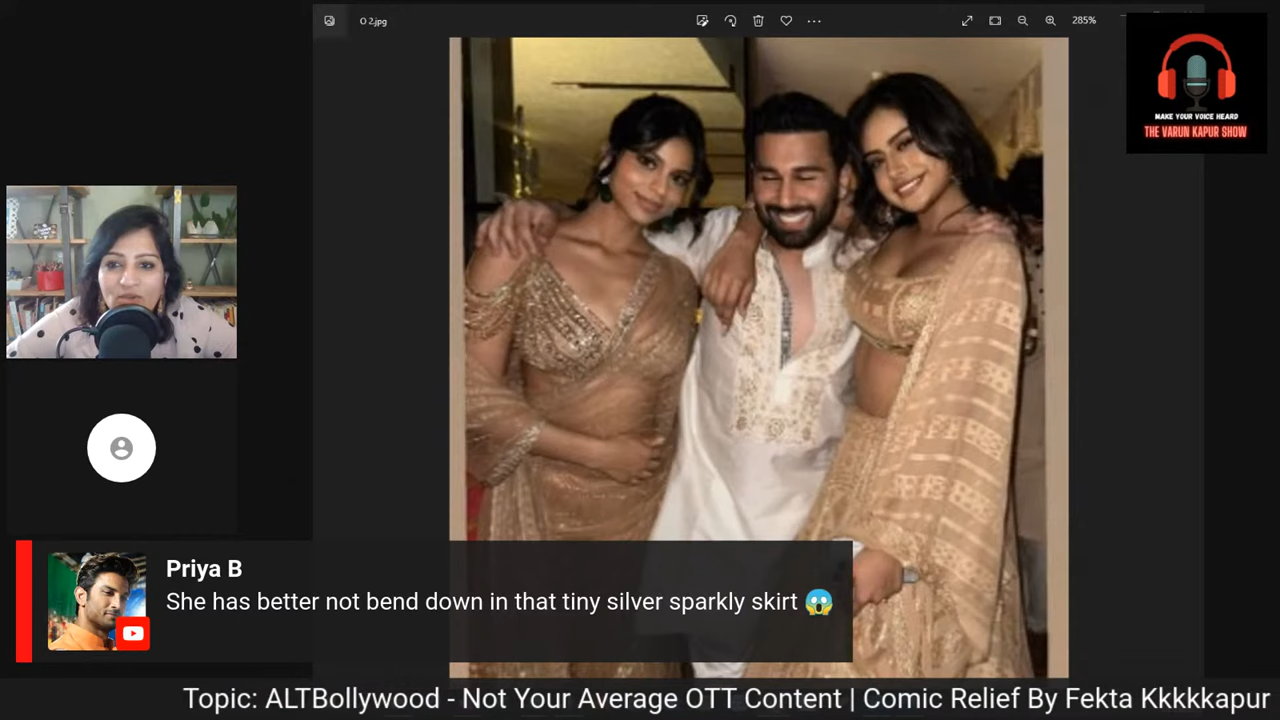 O 2.jpg
285%
MAKE YOUR VOICE HEARD
THE VARUN KAPUR SHOW
Priya B
She has better not bend down in that tiny silver sparkly skirt 😱
Topic: ALTBollywood - Not Your Average OTT Content | Comic Relief By Fekta Kkkkkapur